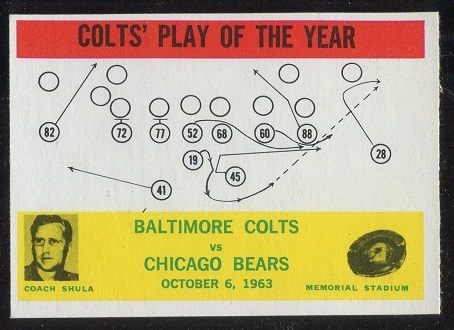 COLTS' PLAY OF THE YEAR
82
72
77
52
68
60
88
28
19
45
41
BALTIMORE COLTS
VS
CHICAGO BEARS
OCTOBER 6, 1963
COACH SHULA
MEMORIAL STADIUM